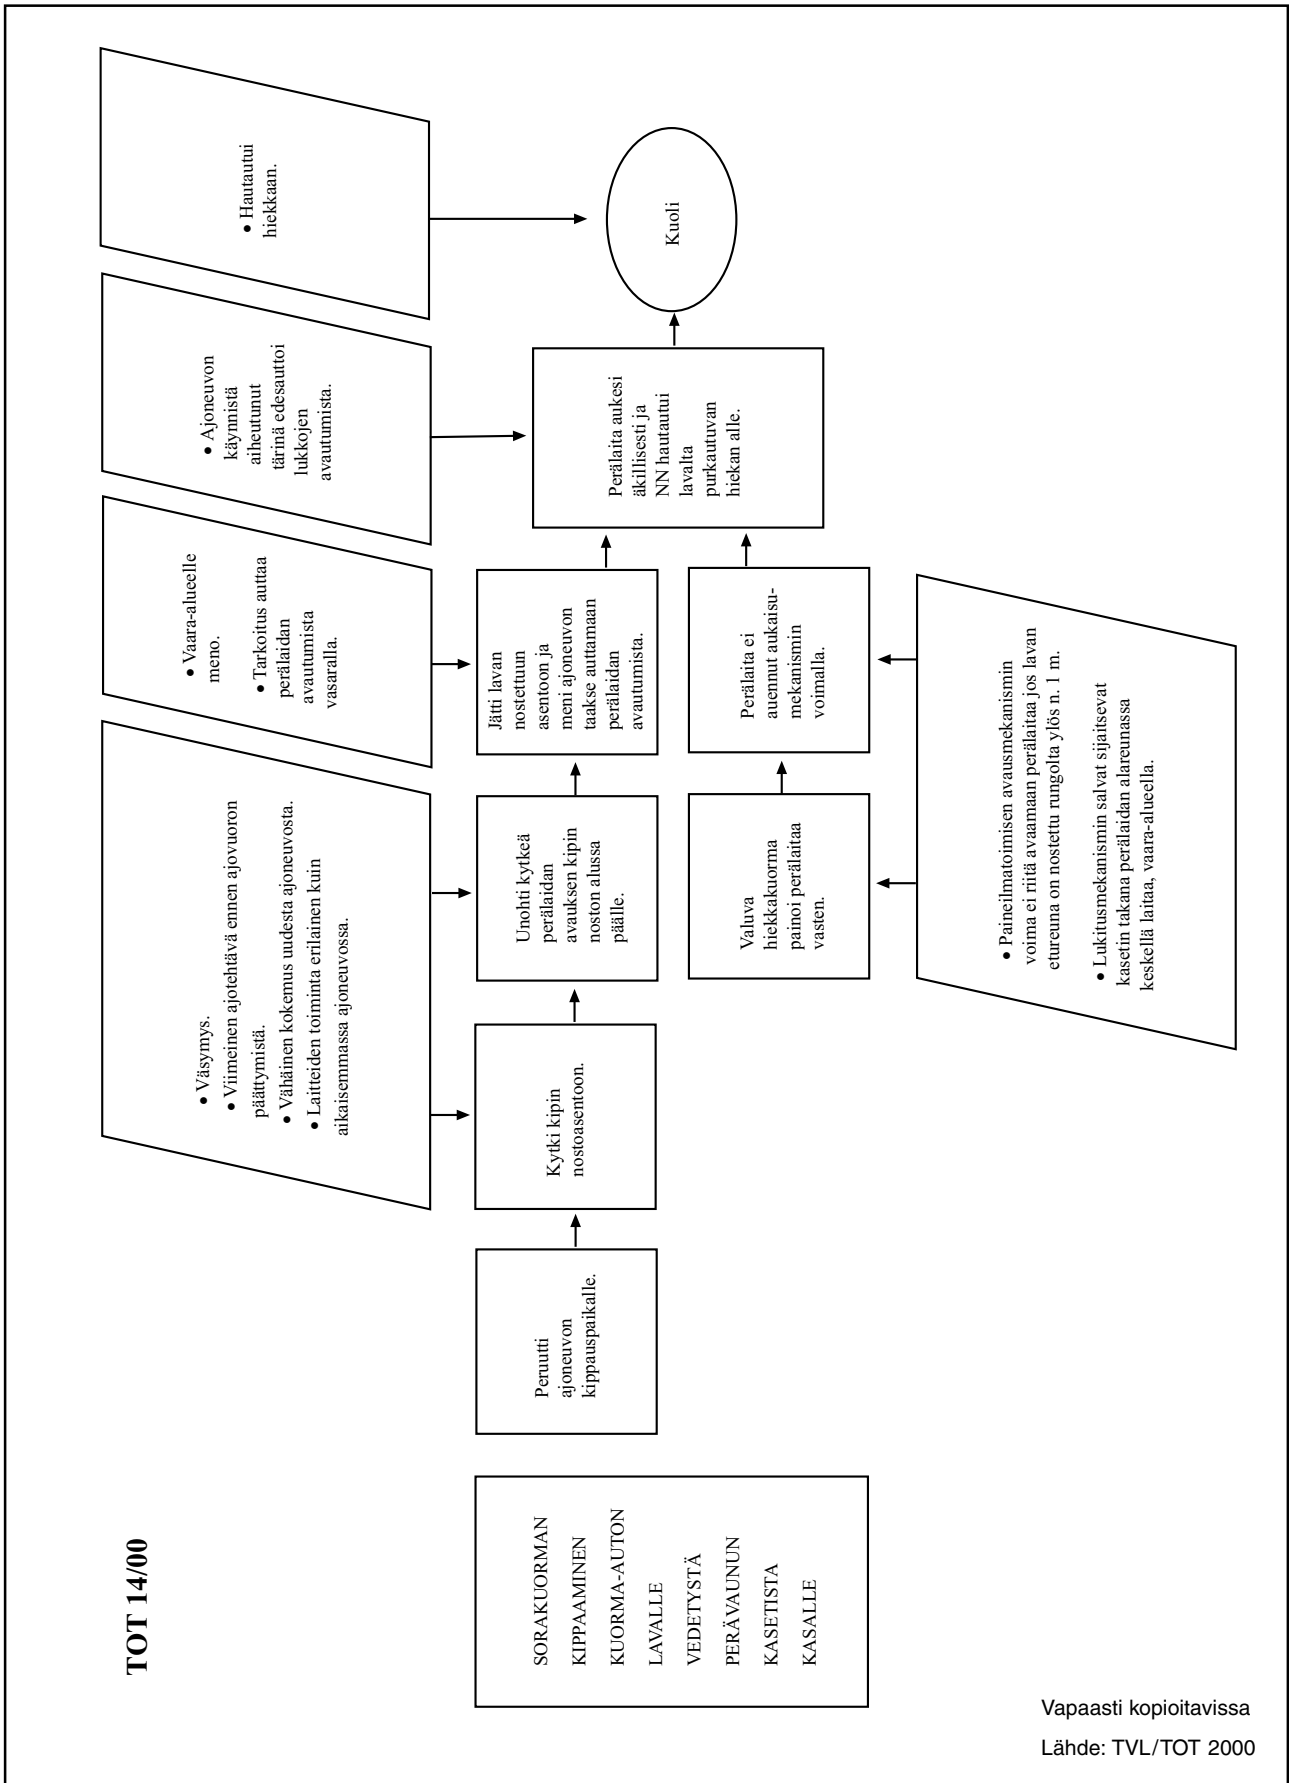 TOT 14/00
SORAKUORMAN
KIPPAAMINEN
KUORMA-AUTON
LAVALLE
VEDETYSTÄ
PERÄVAUNUN
KASETISTA
KASALLE
Peruutti
ajoneuvon
kippauspaikalle.
Kytki kipin
nostoasentoon.
• Väsymys.
• Viimeinen ajotehtävä ennen ajovuoron
päättymistä.
• Vähäinen kokemus uudesta ajoneuvosta.
• Laitteiden toiminta erilainen kuin
aikaisemmassa ajoneuvossa.
Unohti kytkeä
perälaidan
avauksen kipin
noston alussa
päälle.
Valuva
hiekkakuorma
painoi perälaitaa
vasten.
• Vaara-alueelle
meno.
• Tarkoitus auttaa
perälaidan
avautumista
vasaralla.
Jätti lavan
nostettuun
asentoon ja
meni ajoneuvon
taakse auttamaan
perälaidan
avautumista.
Perälaita ei
auennut aukaisu-
mekanismin
voimalla.
• Paineilmatoimisen avausmekanismin
voima ei riitä avaamaan perälaitaa jos lavan
etureuna on nostettu rungolta ylös n. 1 m.
• Lukitusmekanismin salvat sijaitsevat
kasetin takana perälaidan alareunassa
keskellä laitaa, vaara-alueella.
• Ajoneuvon
käynnistä
aiheutunut
tärinä edesauttoi
lukkojen
avautumista.
Perälaita aukesi
äkillisesti ja
NN hautautui
lavalta
purkautuvan
hiekan alle.
• Hautautui
hiekkaan.
Kuoli
Vapaasti kopioitavissa
Lähde: TVL/TOT 2000